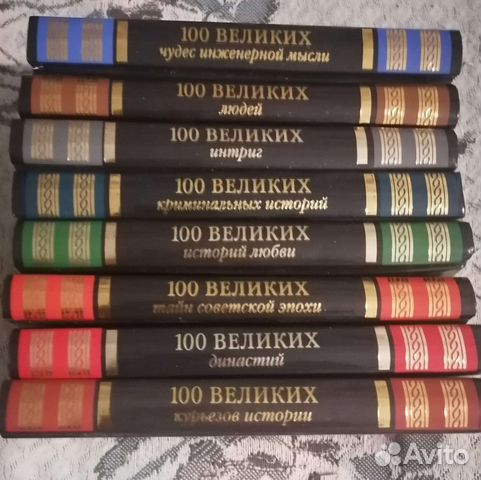 100 ВЕЛИКИХ
чудес инженерной мысли
100 ВЕЛИКИХ
людей
100 ВЕЛИКИХ
интриг
100 ВЕЛИКИХ
криминальных историй
100 ВЕЛИКИХ
историй любви
100 ВЕЛИКИХ
тайн советской эпохи
100 ВЕЛИКИХ
династий
100 ВЕЛИКИХ
курьезов истории
Avito